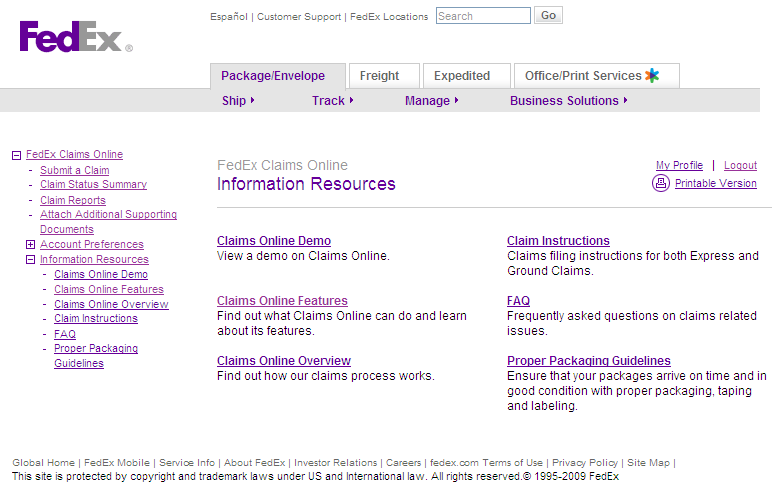 Español | Customer Support | FedEx Locations Search Go
FedEx ®
Package/Envelope Freight Expedited Office/Print Services
Ship Track Manage Business Solutions
FedEx Claims Online
- Submit a Claim
- Claim Status Summary
- Claim Reports
- Attach Additional Supporting
Documents
Account Preferences
Information Resources
- Claims Online Demo
- Claims Online Features
- Claims Online Overview
- Claim Instructions
- FAQ
- Proper Packaging
Guidelines
FedEx Claims Online
Information Resources
My Profile | Logout
Printable Version
Claims Online Demo
View a demo on Claims Online.
Claim Instructions
Claims filing instructions for both Express and
Ground Claims.
Claims Online Features
Find out what Claims Online can do and learn
about its features.
FAQ
Frequently asked questions on claims related
issues.
Claims Online Overview
Find out how our claims process works.
Proper Packaging Guidelines
Ensure that your packages arrive on time and in
good condition with proper packaging, taping
and labeling.
Global Home | FedEx Mobile | Service Info | About FedEx | Investor Relations | Careers | fedex.com Terms of Use | Privacy Policy | Site Map |
This site is protected by copyright and trademark laws under US and International law. All rights reserved.© 1995-2009 FedEx